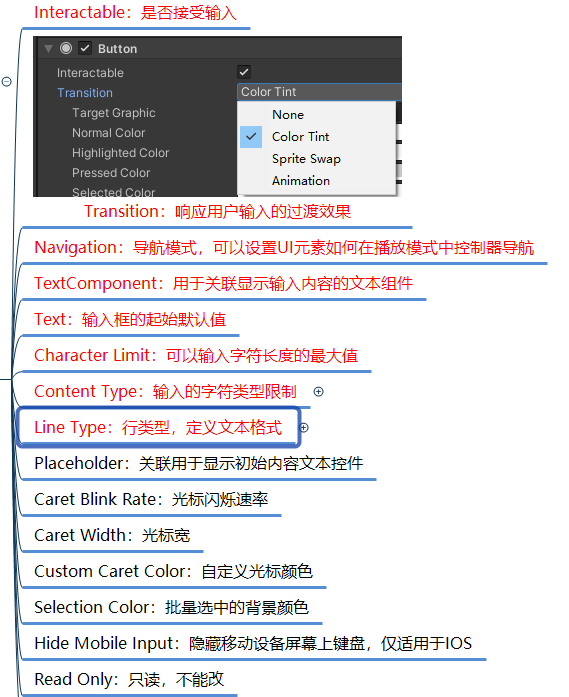 Interactable：是否接受输入
Button
Interactable
Transition
Color Tint
Target Graphic
None
Normal Color
Color Tint
Highlighted Color
Sprite Swap
Pressed Color
Animation
Selected Color
Transition：响应用户输入的过渡效果
Navigation：导航模式，可以设置UI元素如何在播放模式中控制器导航
TextComponent：用于关联显示输入内容的文本组件
Text：输入框的起始默认值
Character Limit：可以输入字符长度的最大值
Content Type：输入的字符类型限制
Line Type：行类型，定义文本格式
Placeholder：关联用于显示初始内容文本控件
Caret Blink Rate：光标闪烁速率
Caret Width：光标宽
Custom Caret Color：自定义光标颜色
Selection Color：批量选中的背景颜色
Hide Mobile Input：隐藏移动设备屏幕上键盘，仅适用于IOS
Read Only：只读，不能改